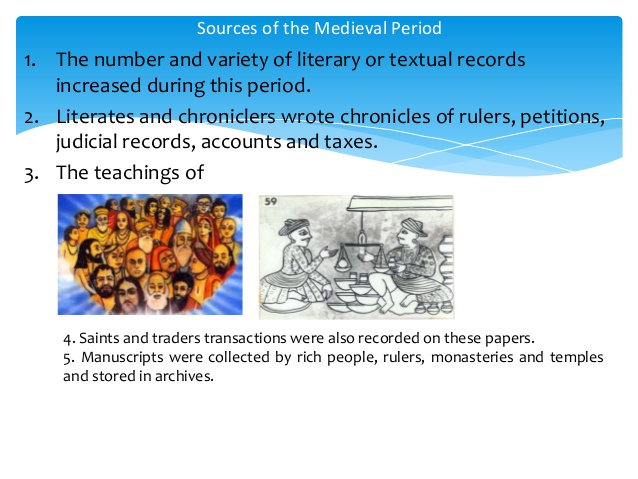 Sources of the Medieval Period
1. The number and variety of literary or textual records
increased during this period.
2. Literates and chroniclers wrote chronicles of rulers, petitions,
judicial records, accounts and taxes.
3. The teachings of
59
4. Saints and traders transactions were also recorded on these papers.
5. Manuscripts were collected by rich people, rulers, monasteries and temples
and stored in archives.